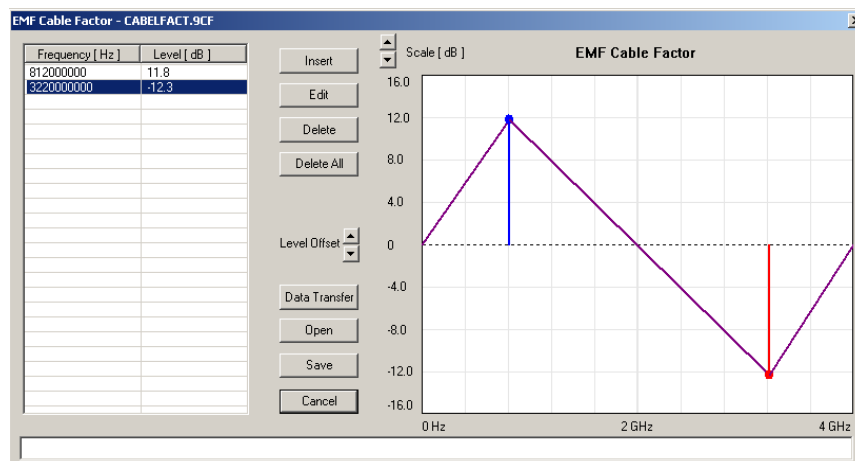 EMF Cable Factor - CABELFACT.9CF
Frequency [ Hz ] Level [ dB ]
812000000 11.8
3220000000 -12.3
Insert
Edit
Delete
Delete All
Level Offset
Data Transfer
Open
Save
Cancel
Scale [ dB ]
EMF Cable Factor
16.0
12.0
8.0
4.0
0
-4.0
-8.0
-12.0
-16.0
0 Hz 2 GHz 4 GHz